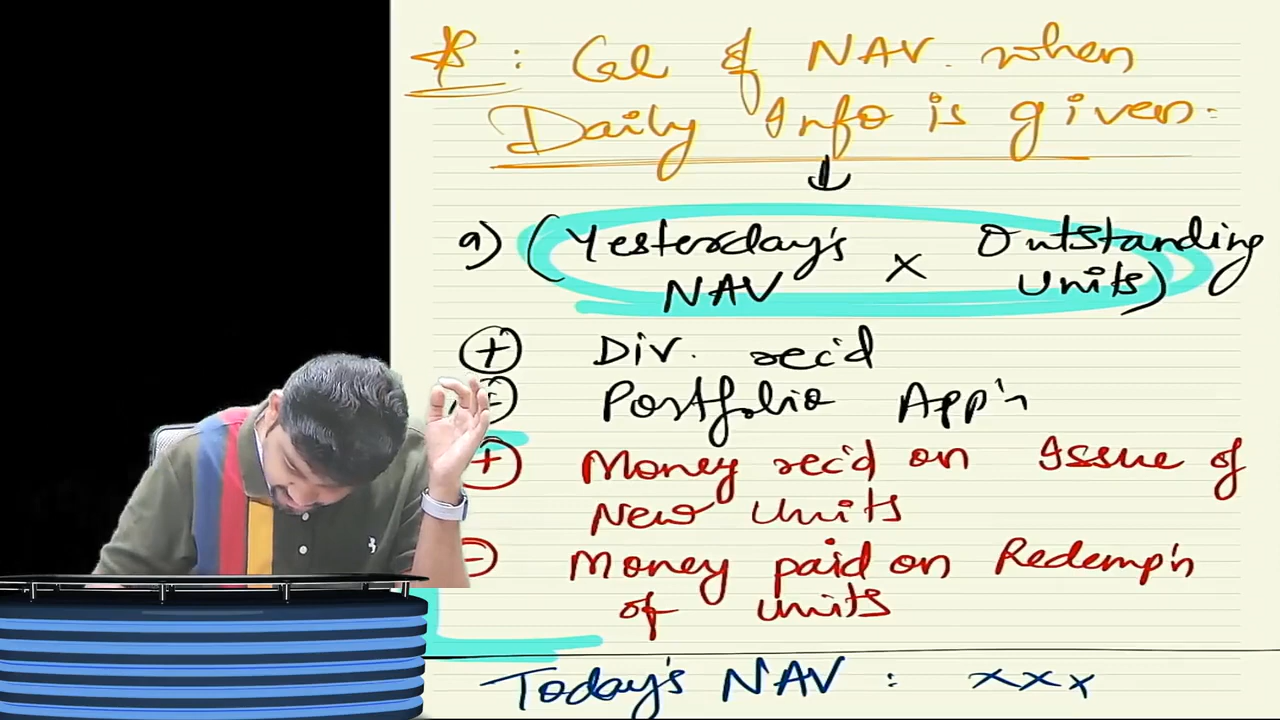 * : Cal of NAV. when
Daily Info is given:
a) (Yesterday's NAV × Outstanding Units)
+ Div. rec'd
+ Portfolio App'n
+ Money rec'd on Issue of
New Units
- Money paid on Redemp'n
of units
Today's NAV : xxx